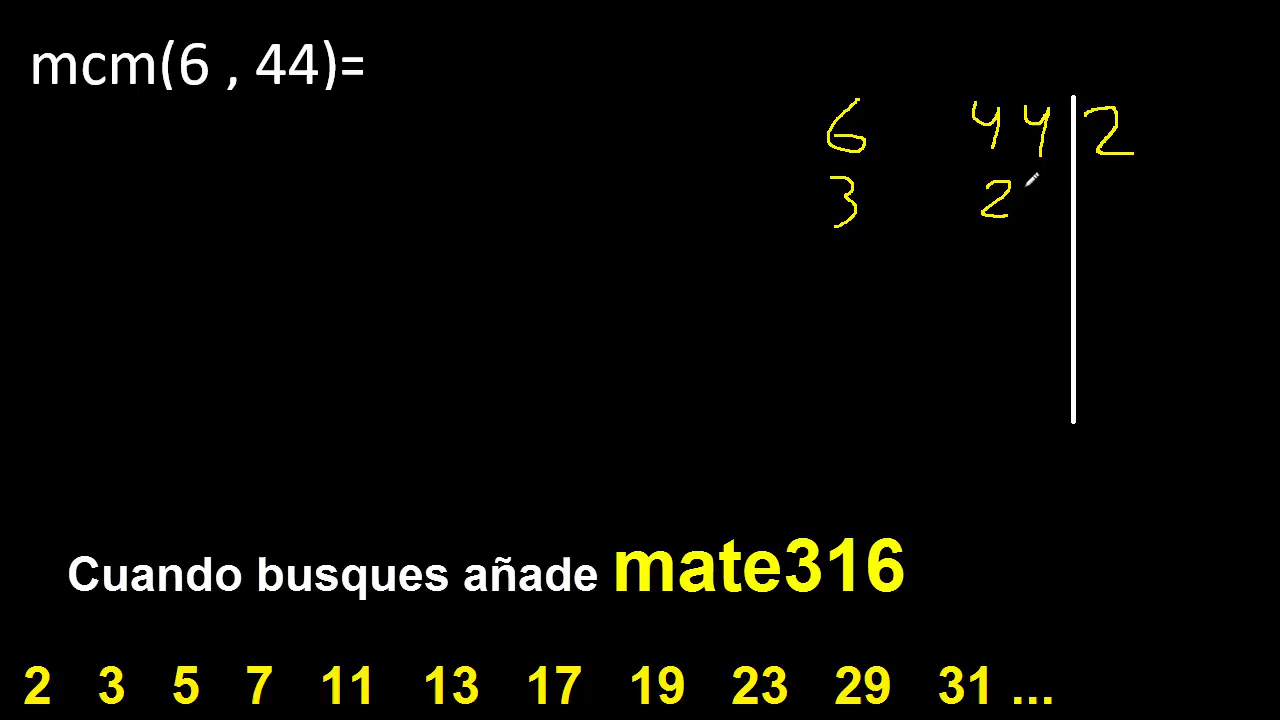 mcm(6 , 44)=
6 44 2
3 2
Cuando busques añade mate316
2 3 5 7 11 13 17 19 23 29 31 ...